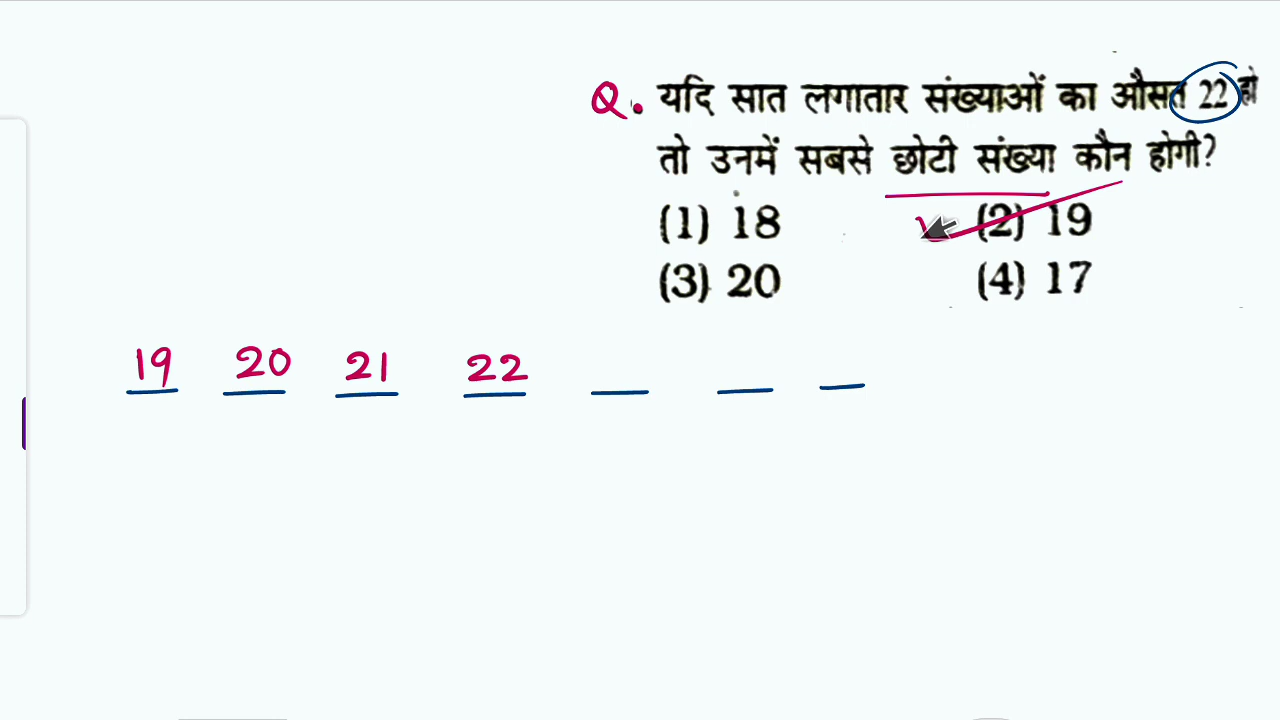 Q. यदि सात लगातार संख्याओं का औसत 22 हो
तो उनमें सबसे छोटी संख्या कौन होगी?
(1) 18 (2) 19
(3) 20 (4) 17
19 20 21 22